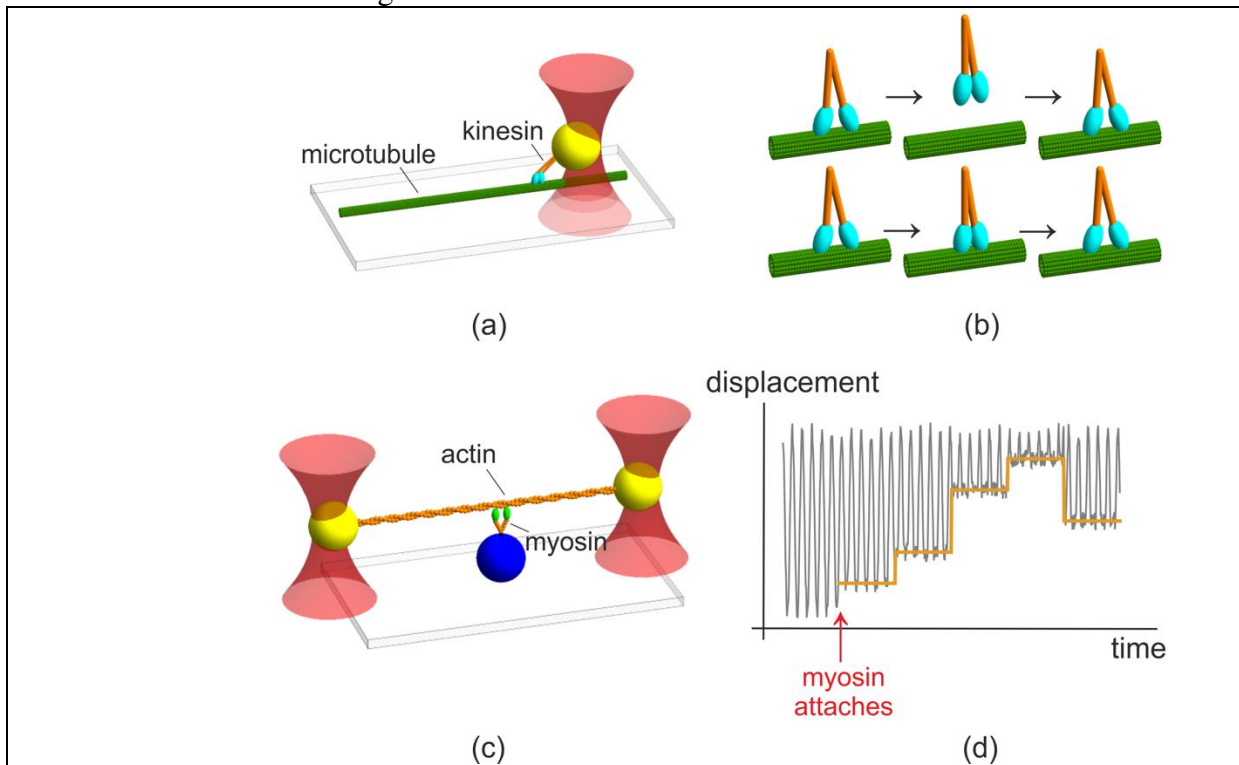 kinesin
microtubule
(a)
(b)
actin
myosin
(c)
displacement
time
myosin
attaches
(d)